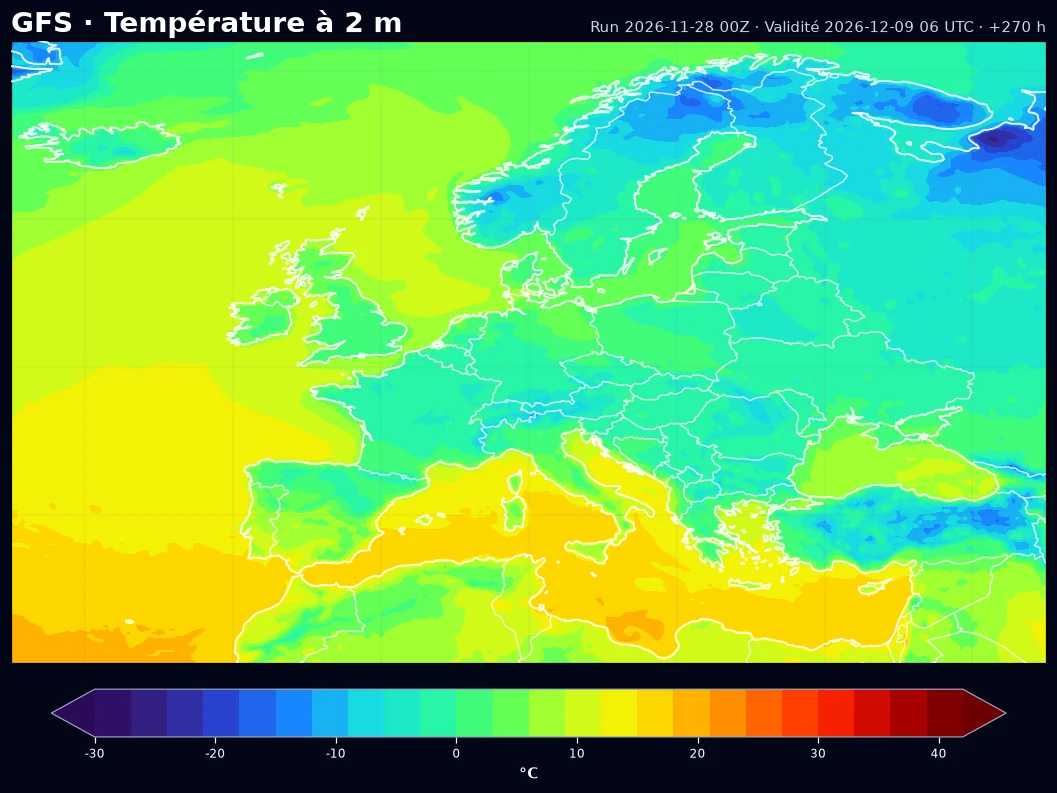 GFS · Température à 2 m
Run 2026-11-28 00Z · Validité 2026-12-09 06 UTC · +270 h
-30 -20 -10 0 10 20 30 40
°C